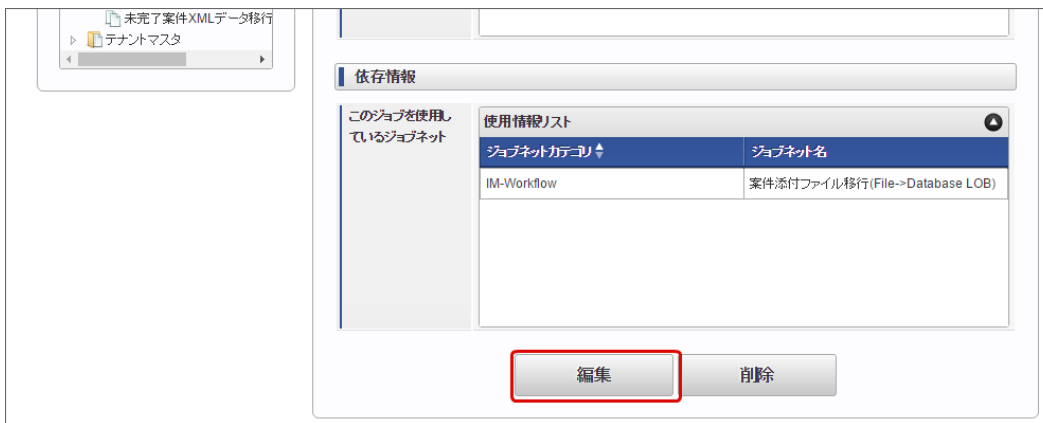 未完了案件XMLデータ移行
テナントマスタ
依存情報
このジョブを使用し
ているジョブネット
使用情報リスト
ジョブネットカテゴリ ジョブネット名
IM-Workflow 案件添付ファイル移行(File->Database LOB)
編集 削除